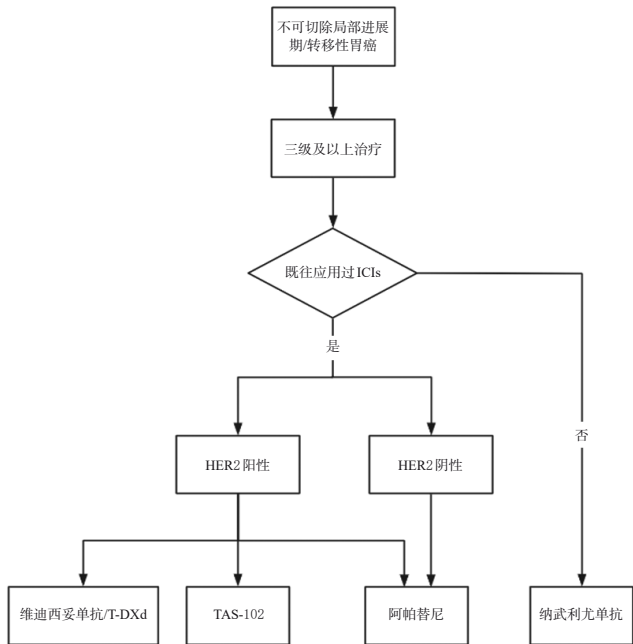 不可切除局部进展
期/转移性胃癌
三级及以上治疗
既往应用过ICIs
是
否
HER2阳性
HER2阴性
维迪西妥单抗/T-DXd
TAS-102
阿帕替尼
纳武利尤单抗